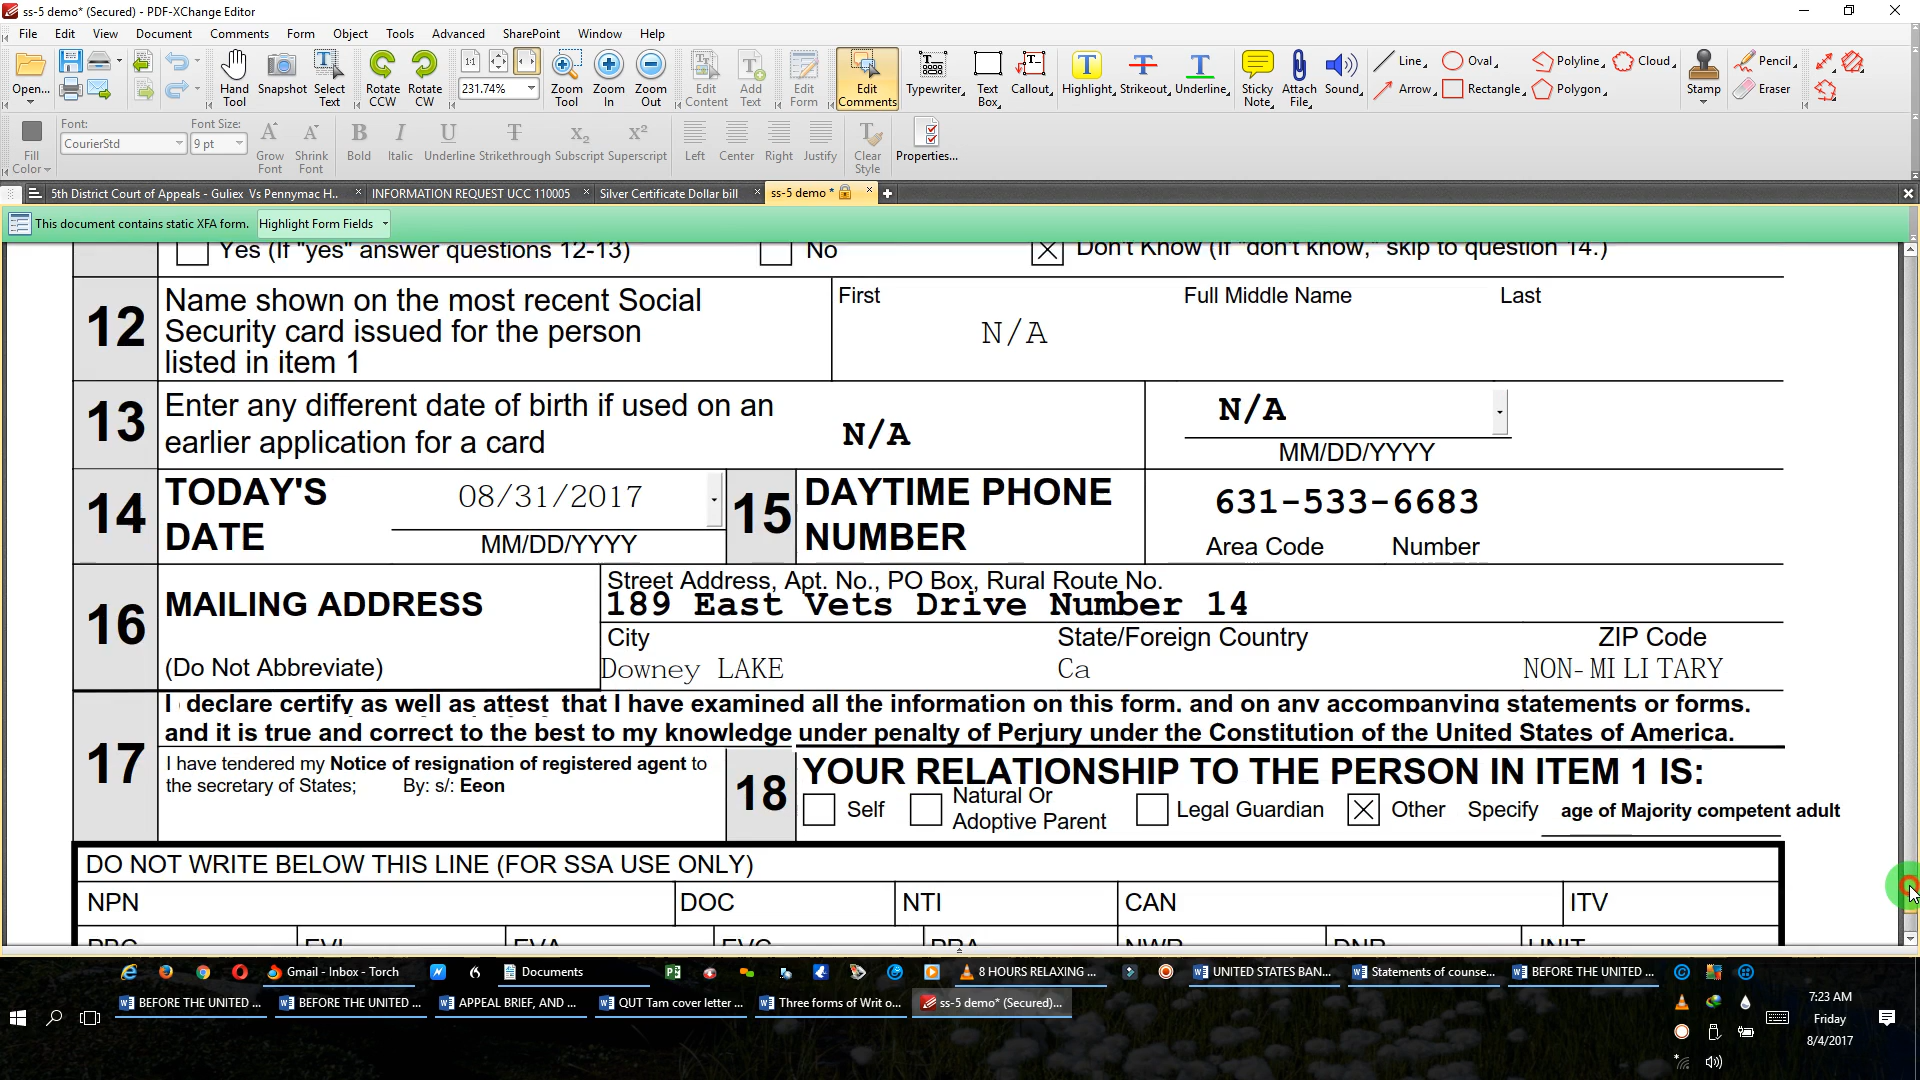 ss-5 demo* (Secured) - PDF-XChange Editor
File Edit View Document Comments Form Object Tools Advanced SharePoint Window Help
Open... 231.74% Hand Tool Snapshot Select Text Rotate CCW Rotate CW Zoom Tool Zoom In Zoom Out Edit Content Add Text Edit Form Edit Comments Typewriter Text Box Callout Highlight Strikeout Underline Sticky Note Attach File Sound Line Arrow Oval Rectangle Polyline Polygon Cloud Stamp Pencil Eraser
Fill Color Font: CourierStd Font Size: 9 pt Grow Font Shrink Font Bold Italic Underline Strikethrough Subscript Superscript Left Center Right Justify Clear Style Properties...
5th District Court of Appeals - Guliex Vs Pennymac H.. INFORMATION REQUEST UCC 110005 Silver Certificate Dollar bill ss-5 demo *
This document contains static XFA form. Highlight Form Fields
Yes (If "yes" answer questions 12-13) No Don't Know (If "don't know," skip to question 14.)
12 Name shown on the most recent Social
Security card issued for the person
listed in item 1
First Full Middle Name Last
N/A
13 Enter any different date of birth if used on an
earlier application for a card
N/A
N/A
MM/DD/YYYY
14 TODAY'S
DATE
08/31/2017
MM/DD/YYYY
15 DAYTIME PHONE
NUMBER
631-533-6683
Area Code Number
16 MAILING ADDRESS
(Do Not Abbreviate)
Street Address, Apt. No., PO Box, Rural Route No.
189 East Vets Drive Number 14
City State/Foreign Country ZIP Code
Downey LAKE Ca NON-MILITARY
17 I declare certify as well as attest that I have examined all the information on this form, and on any accompanying statements or forms,
and it is true and correct to the best to my knowledge under penalty of Perjury under the Constitution of the United States of America.
I have tendered my Notice of resignation of registered agent to
the secretary of States; By: s/: Eeon
18 YOUR RELATIONSHIP TO THE PERSON IN ITEM 1 IS:
Self Natural Or Adoptive Parent Legal Guardian Other Specify age of Majority competent adult
DO NOT WRITE BELOW THIS LINE (FOR SSA USE ONLY)
NPN DOC NTI CAN ITV
PBC EVI EVA EVC PRA NWR DNR UNIT
Gmail - Inbox - Torch Documents 8 HOURS RELAXING ... UNITED STATES BAN... Statements of counse... BEFORE THE UNITED ...
BEFORE THE UNITED ... BEFORE THE UNITED ... APPEAL BRIEF, AND ... QUT Tam cover letter ... Three forms of Writ o... ss-5 demo* (Secured)...
7:23 AM
Friday
8/4/2017